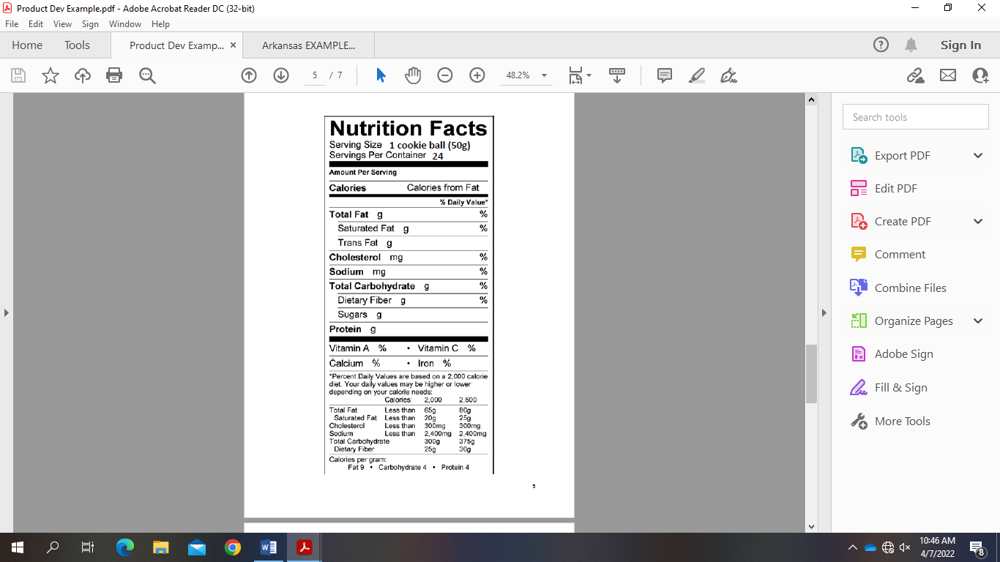 Product Dev Example.pdf - Adobe Acrobat Reader DC (32-bit)
File Edit View Sign Window Help
Home Tools Product Dev Examp... × Arkansas EXAMPLE... Sign In
5 / 7 48.2%
Nutrition Facts
Serving Size 1 cookie ball (50g)
Servings Per Container 24
Amount Per Serving
Calories Calories from Fat
% Daily Value*
Total Fat g %
Saturated Fat g %
Trans Fat g
Cholesterol mg %
Sodium mg %
Total Carbohydrate g %
Dietary Fiber g %
Sugars g
Protein g
Vitamin A % • Vitamin C %
Calcium % • Iron %
*Percent Daily Values are based on a 2,000 calorie
diet. Your daily values may be higher or lower
depending on your calorie needs:
Calories: 2,000 2,500
Total Fat Less than 65g 80g
Saturated Fat Less than 20g 25g
Cholesterol Less than 300mg 300mg
Sodium Less than 2,400mg 2,400mg
Total Carbohydrate 300g 375g
Dietary Fiber 25g 30g
Calories per gram:
Fat 9 • Carbohydrate 4 • Protein 4
5
Search tools
Export PDF
Edit PDF
Create PDF
Comment
Combine Files
Organize Pages
Adobe Sign
Fill & Sign
More Tools
10:46 AM
4/7/2022
8